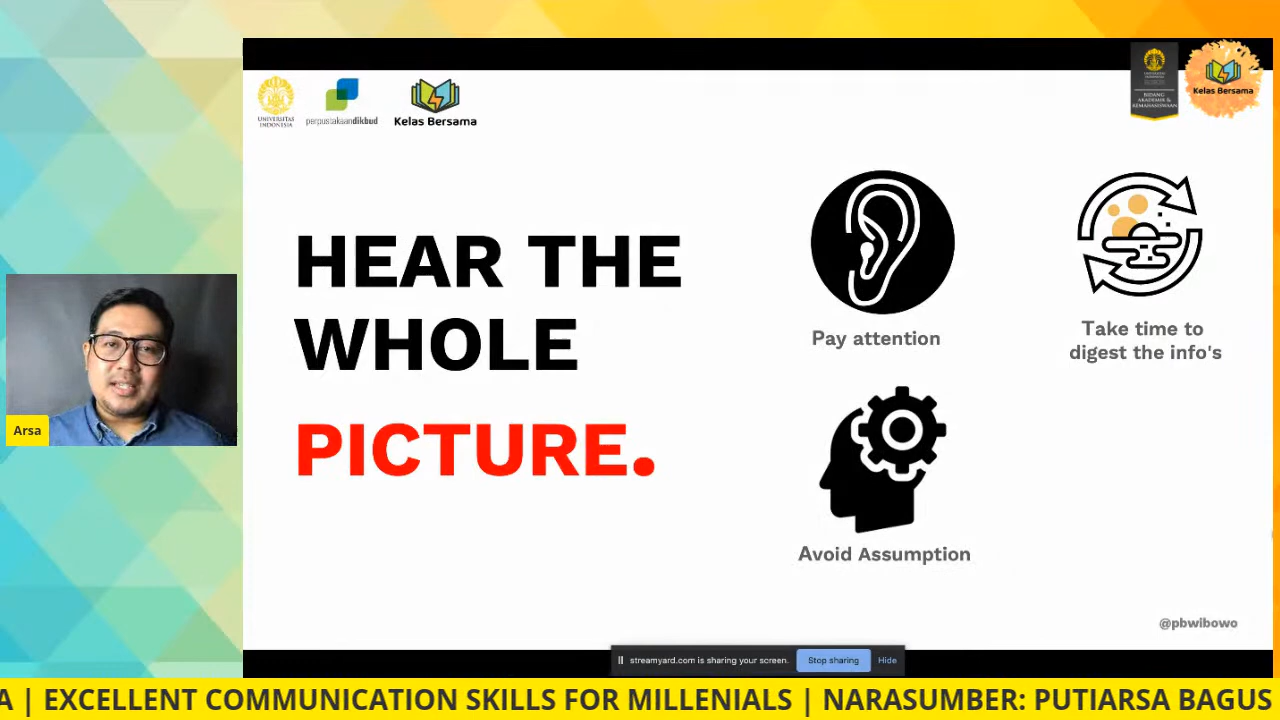 UNIVERSITAS
INDONESIA
perpustakaandikbud
Kelas Bersama
UNIVERSITAS
INDONESIA
BIDANG
AKADEMIK &
KEMAHASISWAAN
Kelas Bersama
HEAR THE
WHOLE
PICTURE.
Pay attention
Take time to
digest the info's
Avoid Assumption
Arsa
@pbwibowo
streamyard.com is sharing your screen.
Stop sharing
Hide
A | EXCELLENT COMMUNICATION SKILLS FOR MILLENIALS | NARASUMBER: PUTIARSA BAGUS